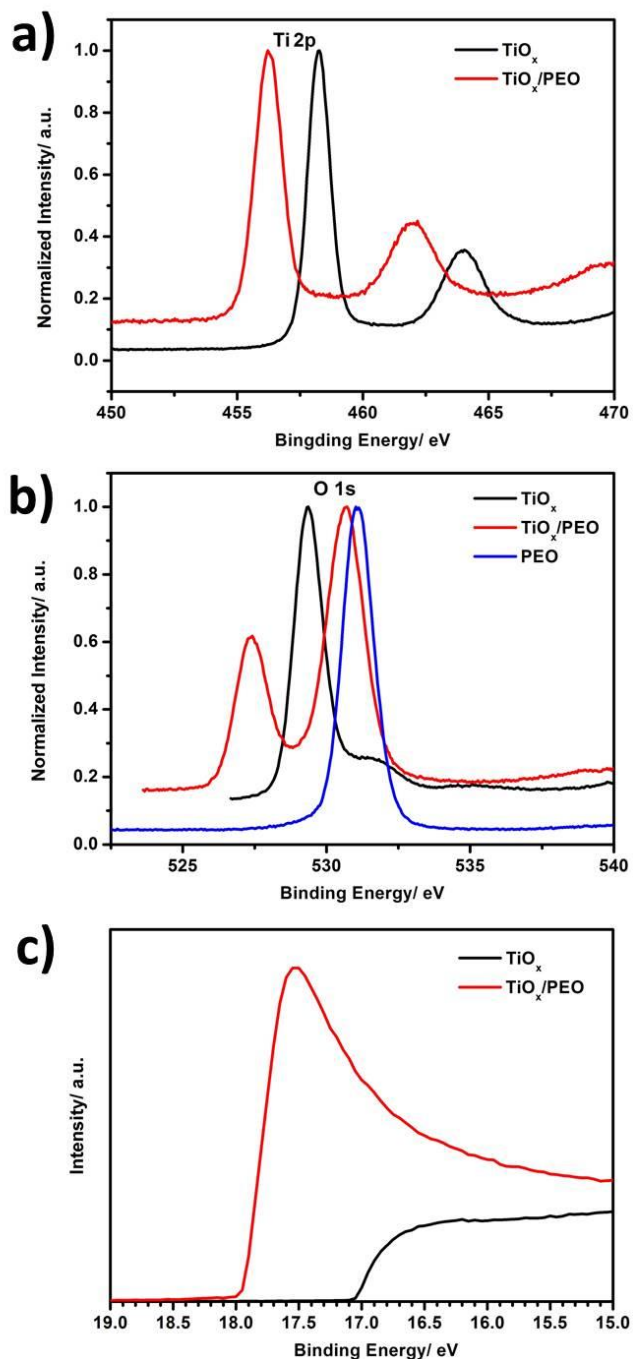 a)
Ti 2p
TiOx
TiOx/PEO
Normalized Intensity/ a.u.
1.0
0.8
0.6
0.4
0.2
0.0
450 455 460 465 470
Bingding Energy/ eV
b)
O 1s
TiOx
TiOx/PEO
PEO
Normalized Intensity/ a.u.
1.0
0.8
0.6
0.4
0.2
0.0
525 530 535 540
Binding Energy/ eV
c)
TiOx
TiOx/PEO
Intensity/ a.u.
19.0 18.5 18.0 17.5 17.0 16.5 16.0 15.5 15.0
Binding Energy/ eV